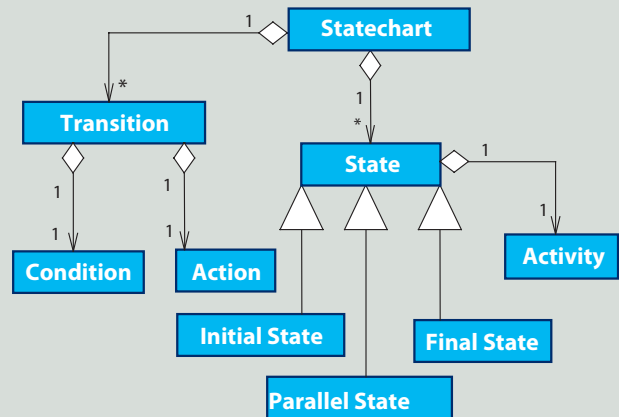 Statechart
1
1
*
*
Transition
State
1
1
1
1
1
1
Condition
Action
Activity
Initial State
Final State
Parallel State